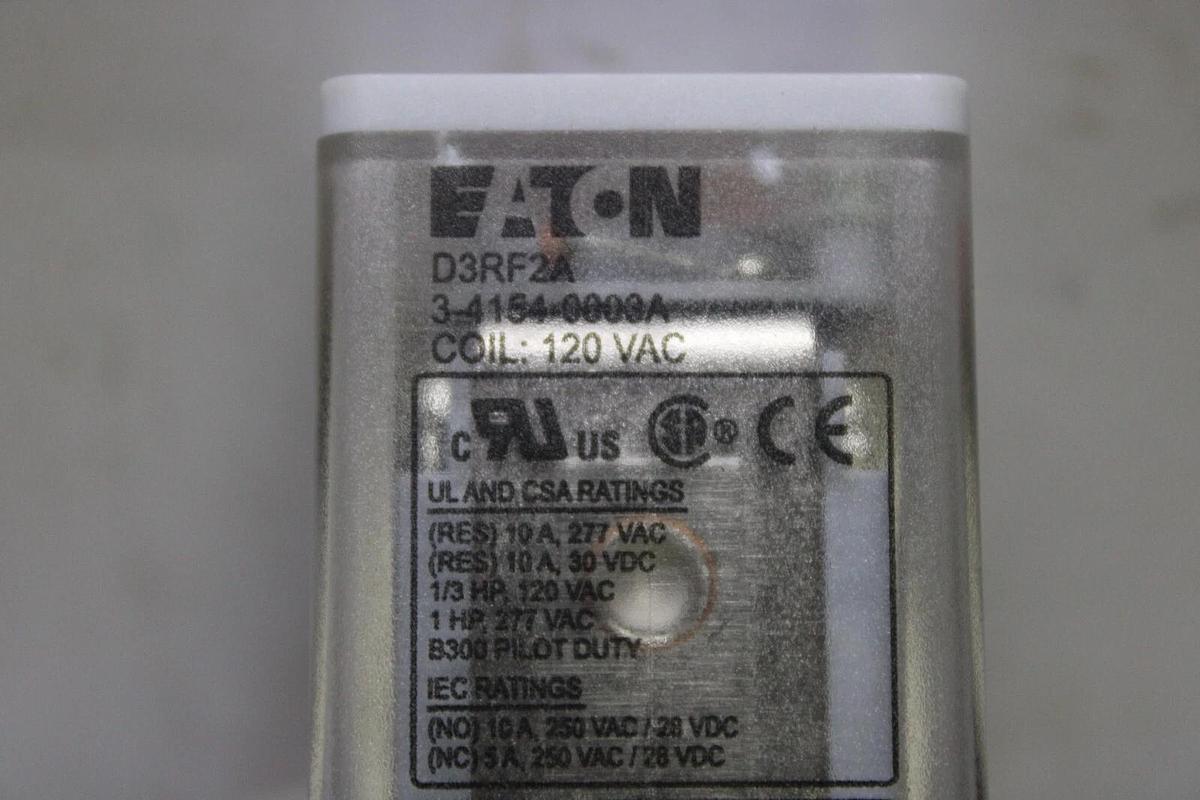 EATON
D3RF2A
3-4154-0009A
COIL: 120 VAC
C RU US SA ® CE
UL AND CSA RATINGS
(RES) 10 A, 277 VAC
(RES) 10 A, 30 VDC
1/3 HP, 120 VAC
1 HP, 277 VAC
B300 PILOT DUTY
IEC RATINGS
(NO) 10 A, 250 VAC / 28 VDC
(NC) 5 A, 250 VAC / 28 VDC